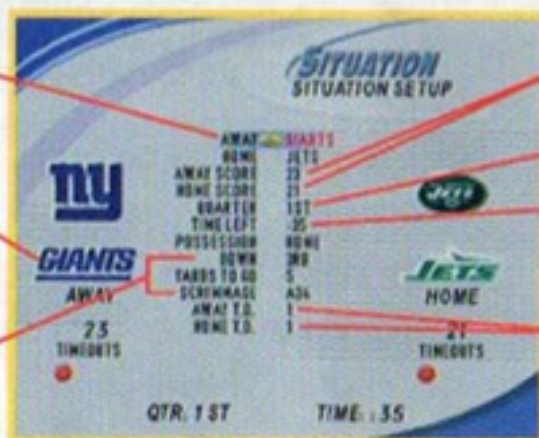 SITUATION
SITUATION SETUP
AWAY GIANTS
HOME JETS
AWAY SCORE 23
HOME SCORE 21
QUARTER 1ST
TIME LEFT :35
POSSESSION HOME
DOWN 3RD
YARDS TO GO 5
SCRIMMAGE A34
AWAY T.O. 1
HOME T.O. 1
ny
GIANTS
AWAY
23
TIMEOUTS
JETS
JETS
HOME
21
TIMEOUTS
QTR: 1ST
TIME: :35